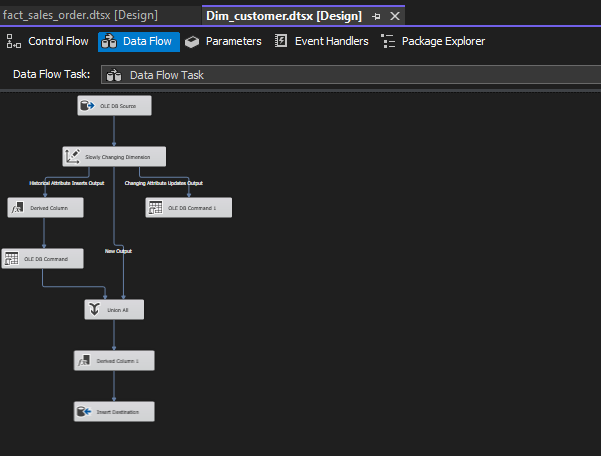 fact_sales_order.dtsx [Design]
Dim_customer.dtsx [Design]
Control Flow
Data Flow
Parameters
Event Handlers
Package Explorer
Data Flow Task:
Data Flow Task
OLE DB Source
Slowly Changing Dimension
Historical Attribute Inserts Output
Changing Attribute Updates Output
Derived Column
OLE DB Command 1
New Output
OLE DB Command
Union All
Derived Column 1
Insert Destination